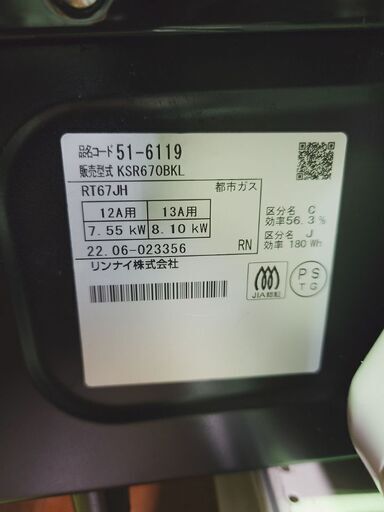 品名コード 51-6119
販売型式 KSR670BKL
RT67JH 都市ガス
12A用 13A用
7.55 kW 8.10 kW
区分名 C
効率56.3%
区分名 J
効率 180 Wh
22.06-023356 RN
リンナイ株式会社
JIA認証
PS
TG